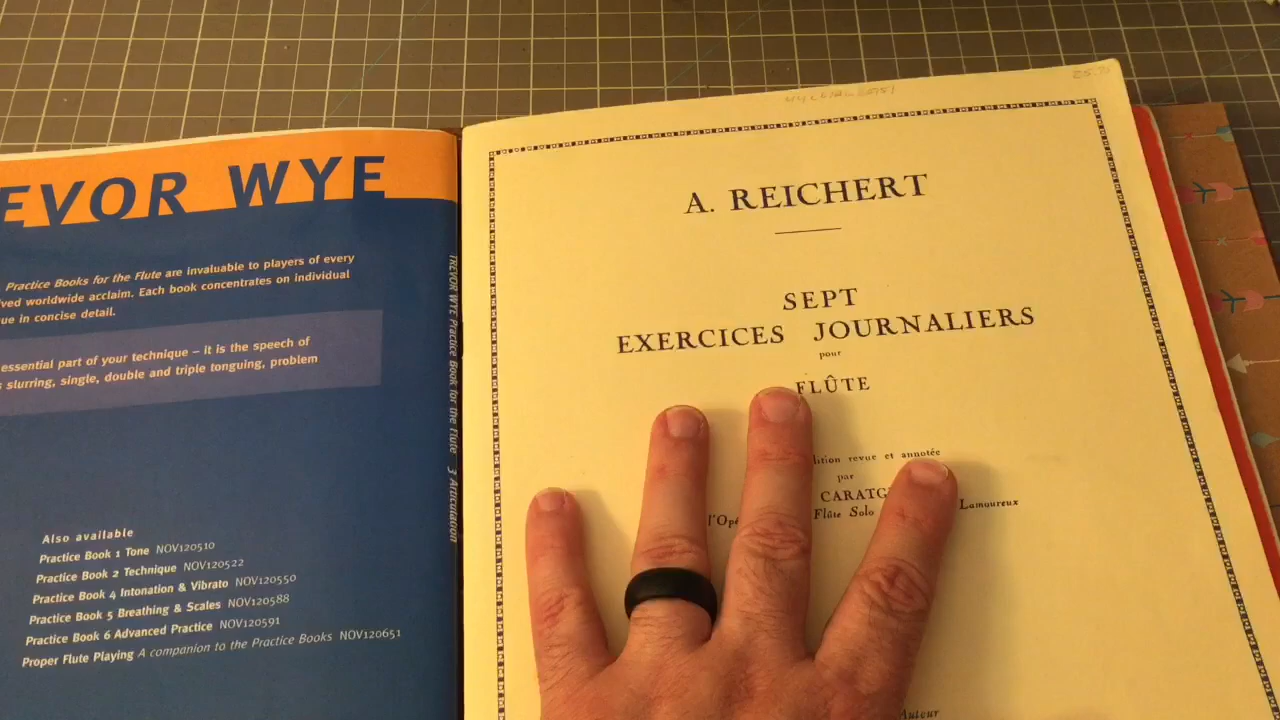 EVOR WYE
Practice Books for the Flute are invaluable to players of every
ved worldwide acclaim. Each book concentrates on individual
ue in concise detail.
essential part of your technique – it is the speech of
s slurring, single, double and triple tonguing, problem
Also available
Practice Book 1 Tone NOV120510
Practice Book 2 Technique NOV120522
Practice Book 4 Intonation & Vibrato NOV120550
Practice Book 5 Breathing & Scales NOV120588
Practice Book 6 Advanced Practice NOV120591
Proper Flute Playing A companion to the Practice Books NOV120651
TREVOR WYE Practice Book for the Flute 3 Articulation
A. REICHERT
SEPT
EXERCICES JOURNALIERS
pour
FLÛTE
dition revue et annotée
par
CARATG
l'Opé Flûte Solo Lamoureux
Auteur